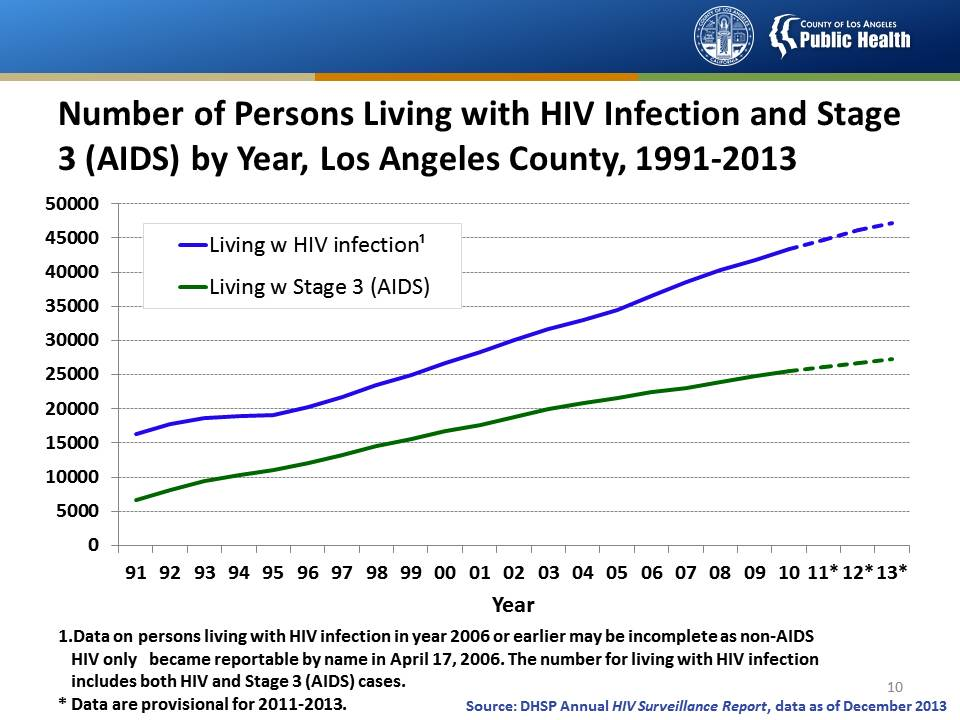 COUNTY OF LOS ANGELES
Public Health
Number of Persons Living with HIV Infection and Stage
3 (AIDS) by Year, Los Angeles County, 1991-2013
50000
45000
40000
35000
30000
25000
20000
15000
10000
5000
0
Living w HIV infection¹
Living w Stage 3 (AIDS)
91 92 93 94 95 96 97 98 99 00 01 02 03 04 05 06 07 08 09 10 11* 12* 13*
Year
1.Data on persons living with HIV infection in year 2006 or earlier may be incomplete as non-AIDS
HIV only became reportable by name in April 17, 2006. The number for living with HIV infection
includes both HIV and Stage 3 (AIDS) cases.
* Data are provisional for 2011-2013.
10
Source: DHSP Annual HIV Surveillance Report, data as of December 2013